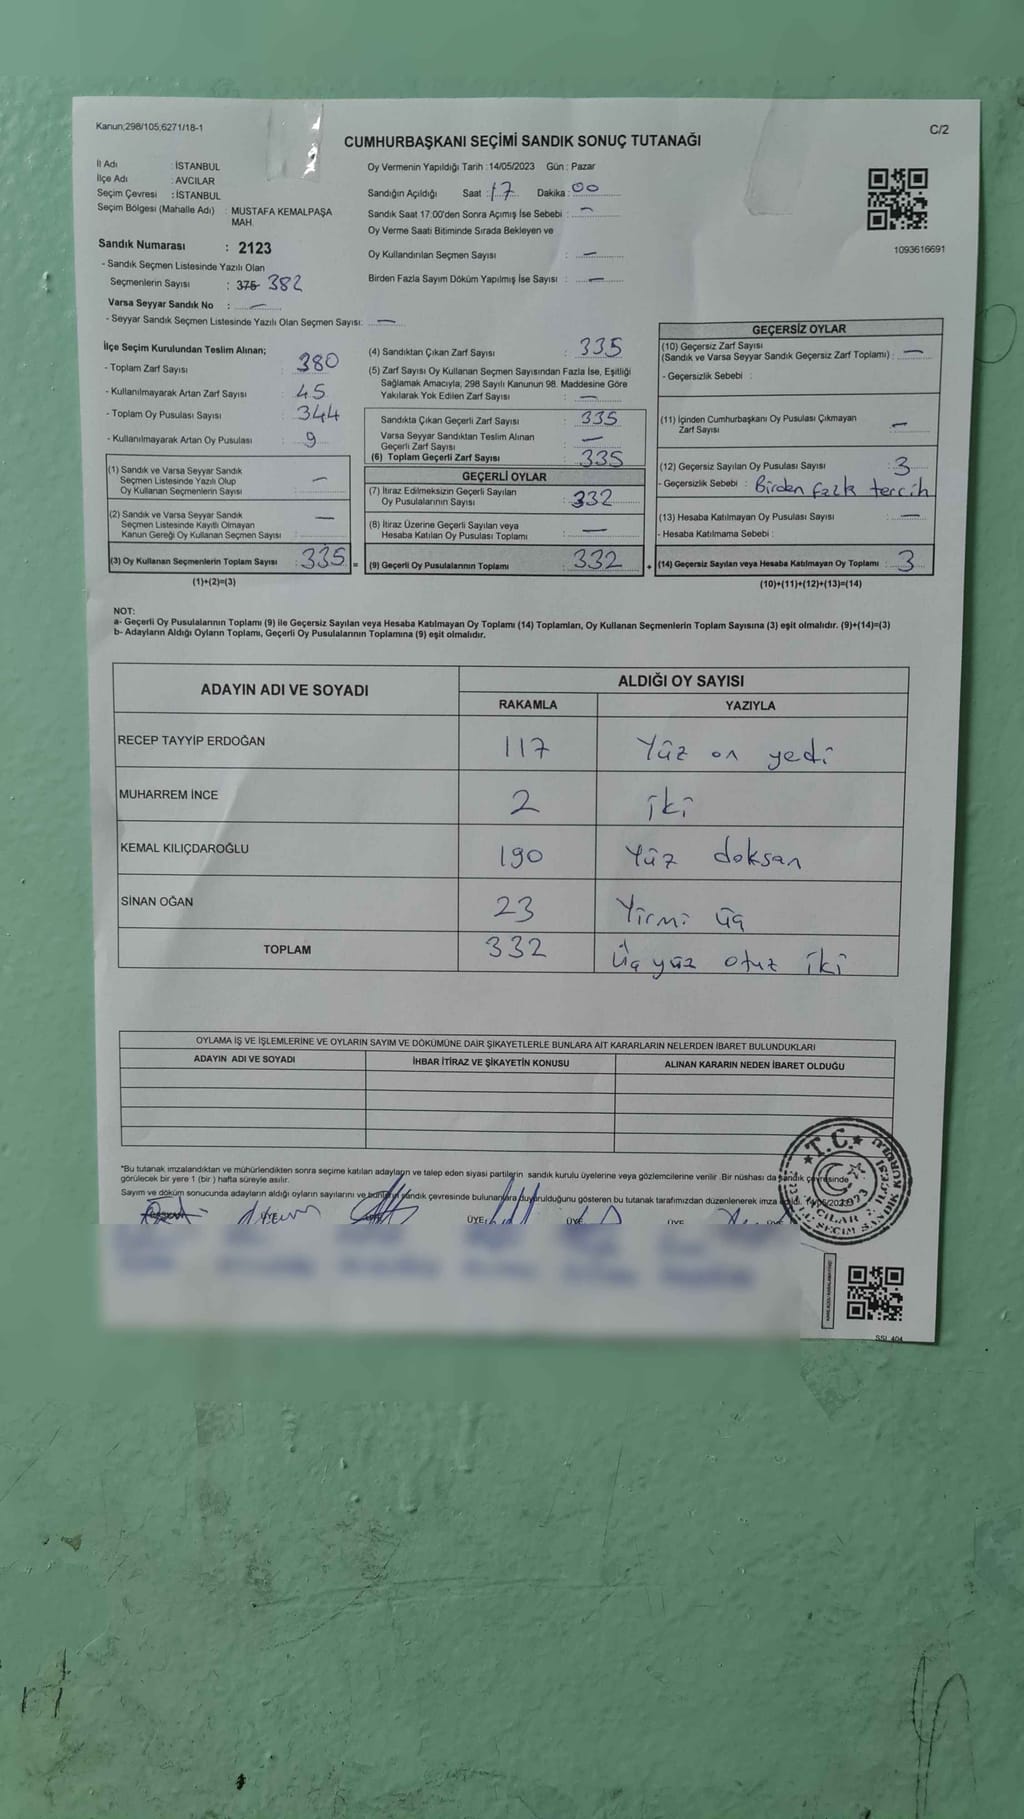 Kanun;298/105;6271/18-1
C/2
CUMHURBAŞKANI SEÇİMİ SANDIK SONUÇ TUTANAĞI
İl Adı : İSTANBUL
İlçe Adı : AVCILAR
Seçim Çevresi : İSTANBUL
Seçim Bölgesi (Mahalle Adı) : MUSTAFA KEMALPAŞA
MAH.
Sandık Numarası : 2123
- Sandık Seçmen Listesinde Yazılı Olan
Seçmenlerin Sayısı : 375 382
Varsa Seyyar Sandık No : —
- Seyyar Sandık Seçmen Listesinde Yazılı Olan Seçmen Sayısı: —
Oy Vermenin Yapıldığı Tarih :14/05/2023 Gün : Pazar
Sandığın Açıldığı Saat : 17 Dakika : 00
Sandık Saat 17:00'den Sonra Açımış İse Sebebi : —
Oy Verme Saati Bitiminde Sırada Bekleyen ve
Oy Kullandırılan Seçmen Sayısı : —
Birden Fazla Sayım Döküm Yapılmış İse Sayısı : —
1093616691
İlçe Seçim Kurulundan Teslim Alınan;
- Toplam Zarf Sayısı : 380
- Kullanılmayarak Artan Zarf Sayısı : 45
- Toplam Oy Pusulası Sayısı : 344
- Kullanılmayarak Artan Oy Pusulası : 9
(1) Sandık ve Varsa Seyyar Sandık
Seçmen Listesinde Yazılı Olup
Oy Kullanan Seçmenlerin Sayısı : —
(2) Sandık ve Varsa Seyyar Sandık
Seçmen Listesinde Kayıtlı Olmayan
Kanun Gereği Oy Kullanan Seçmen Sayısı : —
(3) Oy Kullanan Seçmenlerin Toplam Sayısı : 335 =
(1)+(2)=(3)
(4) Sandıktan Çıkan Zarf Sayısı : 335
(5) Zarf Sayısı Oy Kullanan Seçmen Sayısından Fazla İse, Eşitliği
Sağlamak Amacıyla, 298 Sayılı Kanunun 98. Maddesine Göre
Yakılarak Yok Edilen Zarf Sayısı : —
Sandıkta Çıkan Geçerli Zarf Sayısı : 335
Varsa Seyyar Sandıktan Teslim Alınan
Geçerli Zarf Sayısı : —
(6) Toplam Geçerli Zarf Sayısı : 335
GEÇERLİ OYLAR
(7) İtiraz Edilmeksizin Geçerli Sayılan
Oy Pusulalarının Sayısı : 332
(8) İtiraz Üzerine Geçerli Sayılan veya
Hesaba Katılan Oy Pusulası Toplamı : —
(9) Geçerli Oy Pusulalarının Toplamı : 332 +
GEÇERSİZ OYLAR
(10) Geçersiz Zarf Sayısı
(Sandık ve Varsa Seyyar Sandık Geçersiz Zarf Toplamı) : —
- Geçersizlik Sebebi :
(11) İçinden Cumhurbaşkanı Oy Pusulası Çıkmayan
Zarf Sayısı : —
(12) Geçersiz Sayılan Oy Pusulası Sayısı : 3
- Geçersizlik Sebebi : Birden fazla tercih
(13) Hesaba Katılmayan Oy Pusulası Sayısı : —
- Hesaba Katılmama Sebebi :
(14) Geçersiz Sayılan veya Hesaba Katılmayan Oy Toplamı : 3
(10)+(11)+(12)+(13)=(14)
NOT:
a- Geçerli Oy Pusulalarının Toplamı (9) ile Geçersiz Sayılan veya Hesaba Katılmayan Oy Toplamı (14) Toplamları, Oy Kullanan Seçmenlerin Toplam Sayısına (3) eşit olmalıdır. (9)+(14)=(3)
b- Adayların Aldığı Oyların Toplamı, Geçerli Oy Pusulalarının Toplamına (9) eşit olmalıdır.
ADAYIN ADI VE SOYADI
ALDIĞI OY SAYISI
RAKAMLA YAZIYLA
RECEP TAYYİP ERDOĞAN 117 Yüz on yedi
MUHARREM İNCE 2 iki
KEMAL KILIÇDAROĞLU 190 Yüz doksan
SİNAN OĞAN 23 Yirmi üç
TOPLAM 332 Üç yüz otuz iki
OYLAMA İŞ VE İŞLEMLERİNE VE OYLARIN SAYIM VE DÖKÜMÜNE DAİR ŞİKAYETLERLE BUNLARA AİT KARARLARIN NELERDEN İBARET BULUNDUKLARI
ADAYIN ADI VE SOYADI İHBAR İTİRAZ VE ŞİKAYETİN KONUSU ALINAN KARARIN NEDEN İBARET OLDUĞU
*Bu tutanak imzalandıktan ve mühürlendikten sonra seçime katılan adayların ve talep eden siyasi partilerin sandık kurulu üyelerine veya gözlemcilerine verilir .Bir nüshası da sandık çevresinde
görülecek bir yere 1 (bir ) hafta süreyle asılır.
Sayım ve döküm sonucunda adayların aldığı oyların sayılarını ve bunların sandık çevresinde bulunanlara duyurulduğunu gösteren bu tutanak tarafımızdan düzenlenerek imza edildi.
ÜYE ÜYE ÜYE ÜYE
T.C.
SSİ 404